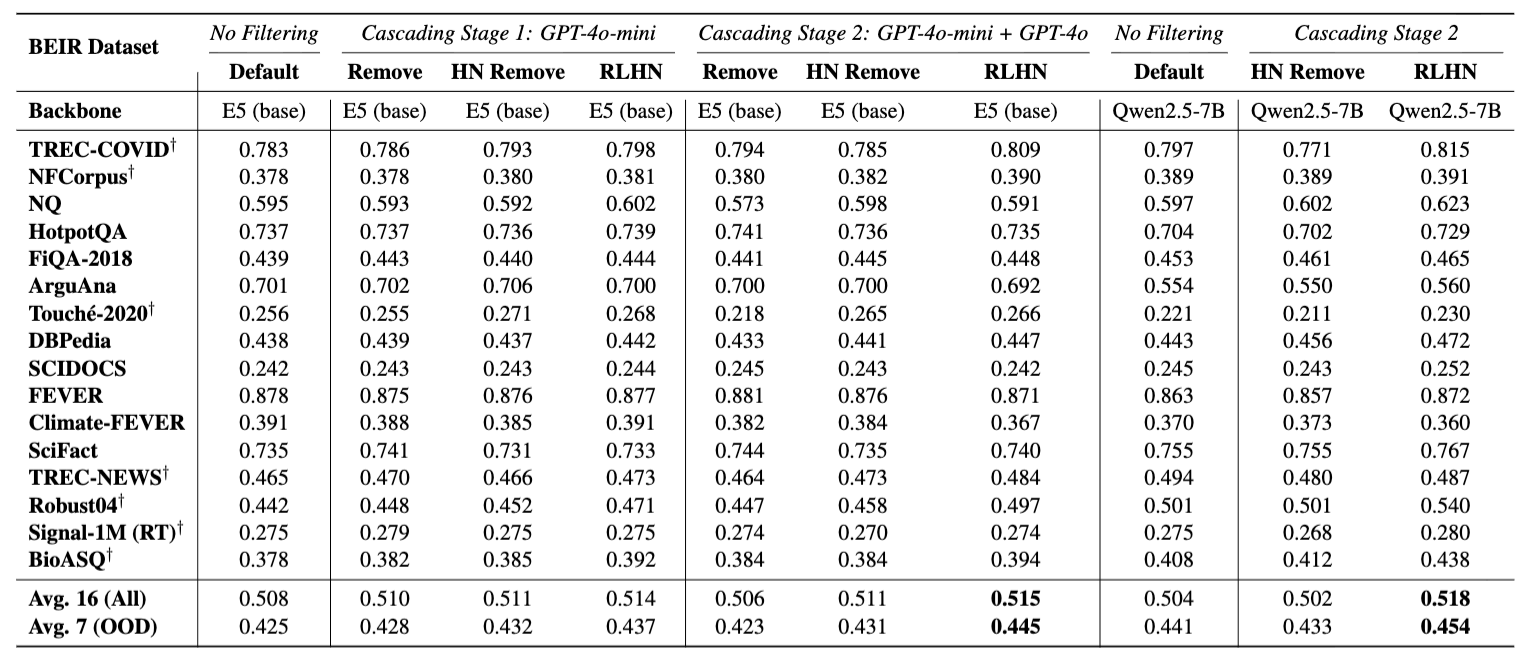 BEIR Dataset No Filtering Cascading Stage 1: GPT-4o-mini Cascading Stage 2: GPT-4o-mini + GPT-4o No Filtering Cascading Stage 2
Default Remove HN Remove RLHN Remove HN Remove RLHN Default HN Remove RLHN
Backbone E5 (base) E5 (base) E5 (base) E5 (base) E5 (base) E5 (base) E5 (base) Qwen2.5-7B Qwen2.5-7B Qwen2.5-7B
TREC-COVID† 0.783 0.786 0.793 0.798 0.794 0.785 0.809 0.797 0.771 0.815
NFCorpus† 0.378 0.378 0.380 0.381 0.380 0.382 0.390 0.389 0.389 0.391
NQ 0.595 0.593 0.592 0.602 0.573 0.598 0.591 0.597 0.602 0.623
HotpotQA 0.737 0.737 0.736 0.739 0.741 0.736 0.735 0.704 0.702 0.729
FiQA-2018 0.439 0.443 0.440 0.444 0.441 0.445 0.448 0.453 0.461 0.465
ArguAna 0.701 0.702 0.706 0.700 0.700 0.700 0.692 0.554 0.550 0.560
Touché-2020† 0.256 0.255 0.271 0.268 0.218 0.265 0.266 0.221 0.211 0.230
DBPedia 0.438 0.439 0.437 0.442 0.433 0.441 0.447 0.443 0.456 0.472
SCIDOCS 0.242 0.243 0.243 0.244 0.245 0.243 0.242 0.245 0.243 0.252
FEVER 0.878 0.875 0.876 0.877 0.881 0.876 0.871 0.863 0.857 0.872
Climate-FEVER 0.391 0.388 0.385 0.391 0.382 0.384 0.367 0.370 0.373 0.360
SciFact 0.735 0.741 0.731 0.733 0.744 0.735 0.740 0.755 0.755 0.767
TREC-NEWS† 0.465 0.470 0.466 0.473 0.464 0.473 0.484 0.494 0.480 0.487
Robust04† 0.442 0.448 0.452 0.471 0.447 0.458 0.497 0.501 0.501 0.540
Signal-1M (RT)† 0.275 0.279 0.275 0.275 0.274 0.270 0.274 0.275 0.268 0.280
BioASQ† 0.378 0.382 0.385 0.392 0.384 0.384 0.394 0.408 0.412 0.438
Avg. 16 (All) 0.508 0.510 0.511 0.514 0.506 0.511 0.515 0.504 0.502 0.518
Avg. 7 (OOD) 0.425 0.428 0.432 0.437 0.423 0.431 0.445 0.441 0.433 0.454